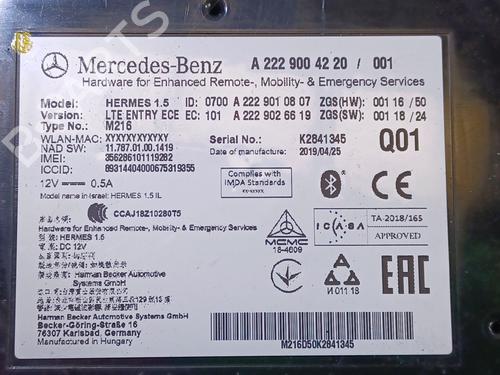 Mercedes-Benz A 222 900 42 20 / 001
Hardware for Enhanced Remote-, Mobility- & Emergency Services
Model: HERMES 1.5 ID: 0700 A 222 901 08 07 ZGS(HW): 001 16 / 50
Version: LTE ENTRY ECE EC: 101 A 222 902 66 19 ZGS(SW): 001 18 / 24
Type No.: M216
WLAN-MAC: XYXYXYXYXYXY Serial No.: K2841345 Q01
NAD SW: 11.787.01.00.1419 Date of manufacture: 2019/04/25
IMEI: 356286101119282
ICCID: 89314404000675319355
12V 0.5A
Model name in Israel: HERMES 1.5 IL
Complies with
IMDA Standards
CCAJ18Z10280T5
Hardware for Enhanced Remote-, Mobility- & Emergency Services
HERMES 1.5
DC 12V
Harman Becker Automotive
Systems GmbH
Harman Becker Automotive Systems GmbH
Becker-Göring-Straße 16
76307 Karlsbad, Germany
Manufactured in Hungary
MCMC
ICASA
TA-2018/165
APPROVED
И 011 18
EAC
M216D50K2841345